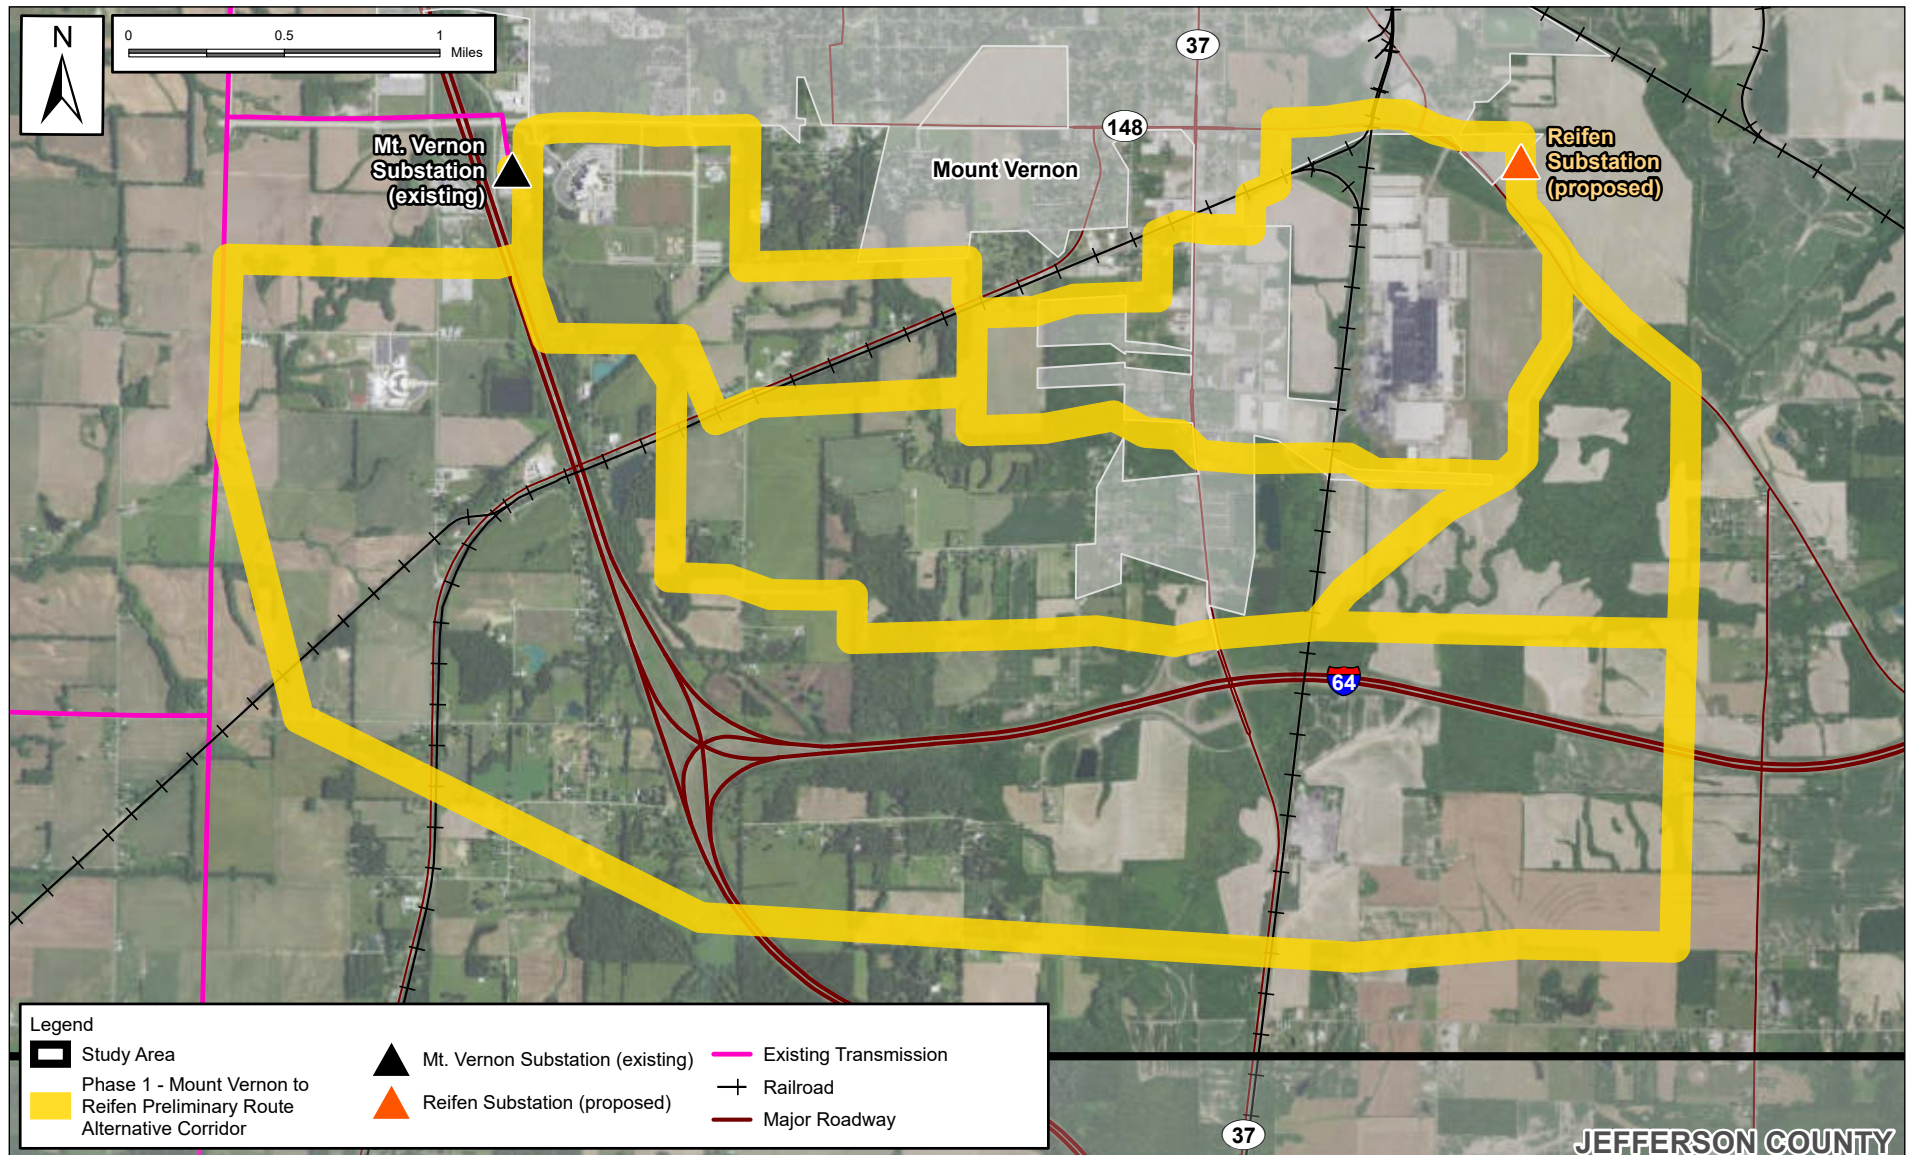 N
0 0.5 1
Miles
37
148
Mt. Vernon
Substation
(existing)
Mount Vernon
Reifen
Substation
(proposed)
64
Legend
Study Area
Phase 1 - Mount Vernon to
Reifen Preliminary Route
Alternative Corridor
Mt. Vernon Substation (existing)
Reifen Substation (proposed)
Existing Transmission
Railroad
Major Roadway
37
JEFFERSON COUNTY